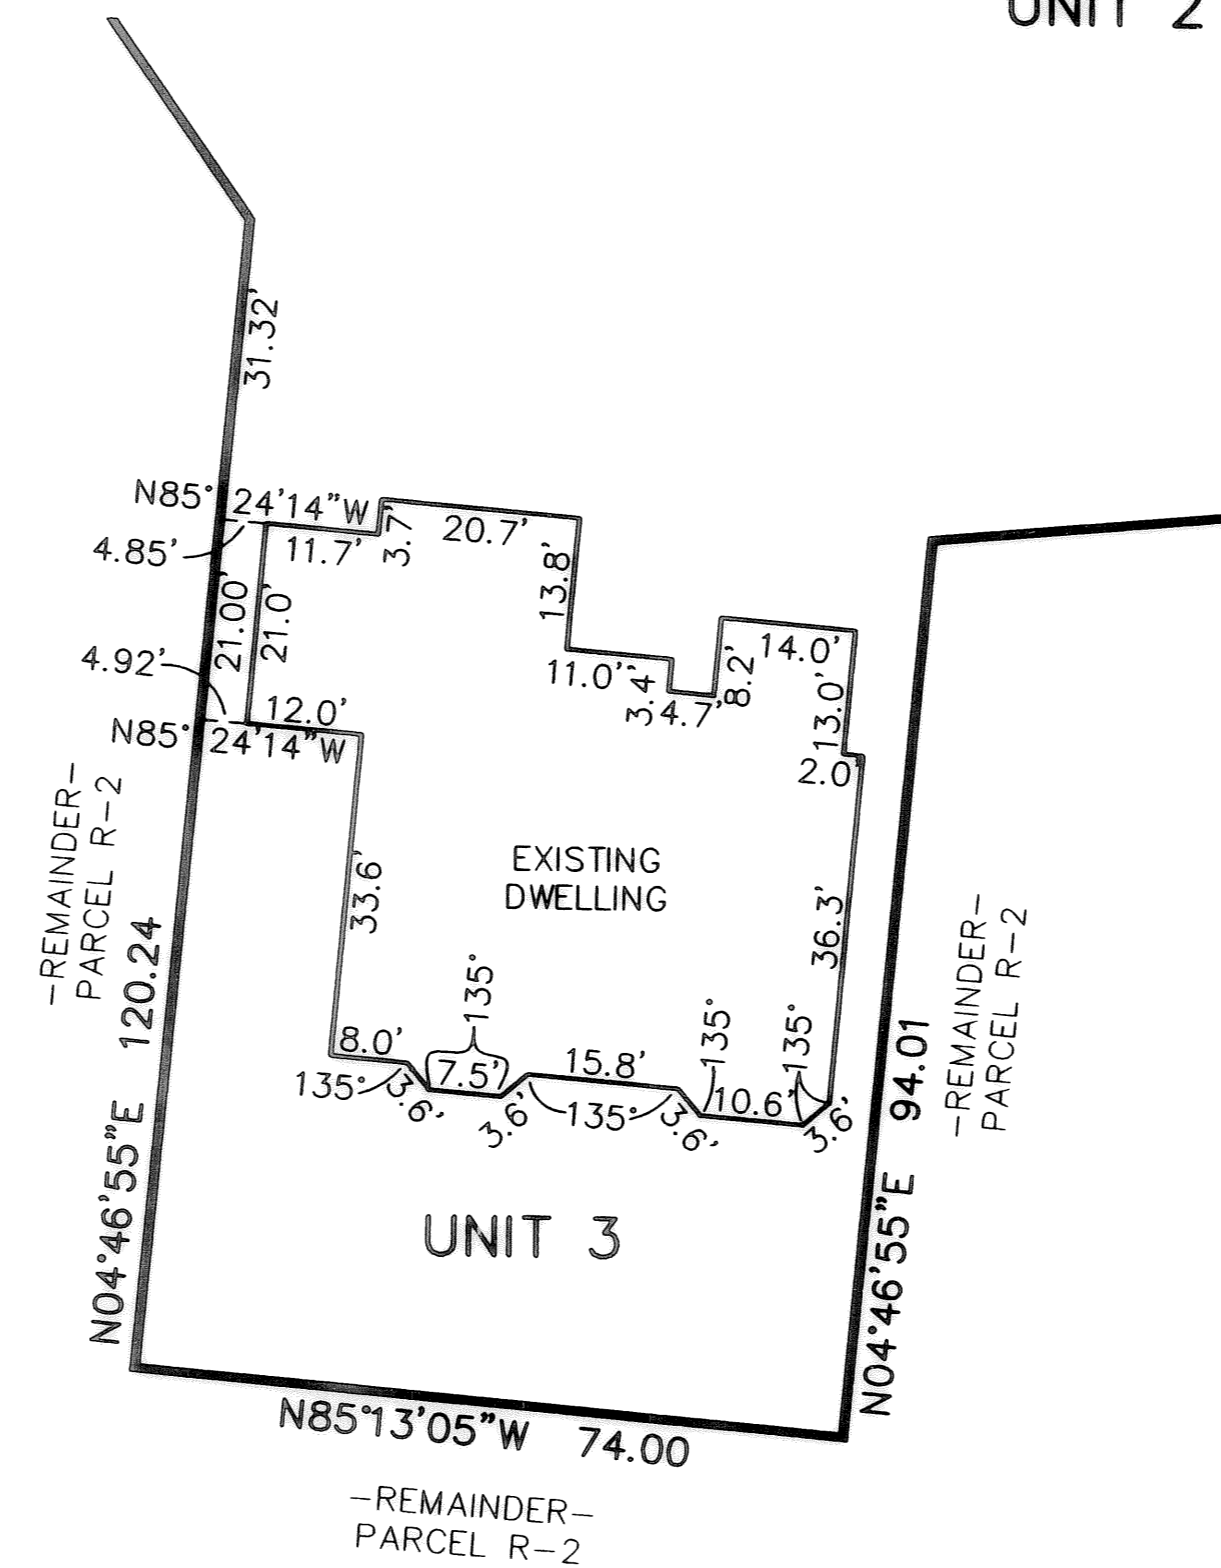 UNIT 2
31.32'
N85°24'14"W
4.85'
11.7'
3.7'
20.7'
13.8'
21.00'
21.0'
4.92'
12.0'
N85°24'14"W
11.0'
3.4'
4.7'
8.2'
14.0'
13.0'
2.0'
-REMAINDER-
PARCEL R-2
33.6'
EXISTING
DWELLING
36.3'
-REMAINDER-
PARCEL R-2
N04°46'55"E 120.24
135°
135°
135°
8.0'
7.5'
15.8'
10.6'
135°
3.6'
3.6'
135°
3.6'
3.6'
N04°46'55"E 94.01
UNIT 3
N85°13'05"W 74.00
-REMAINDER-
PARCEL R-2